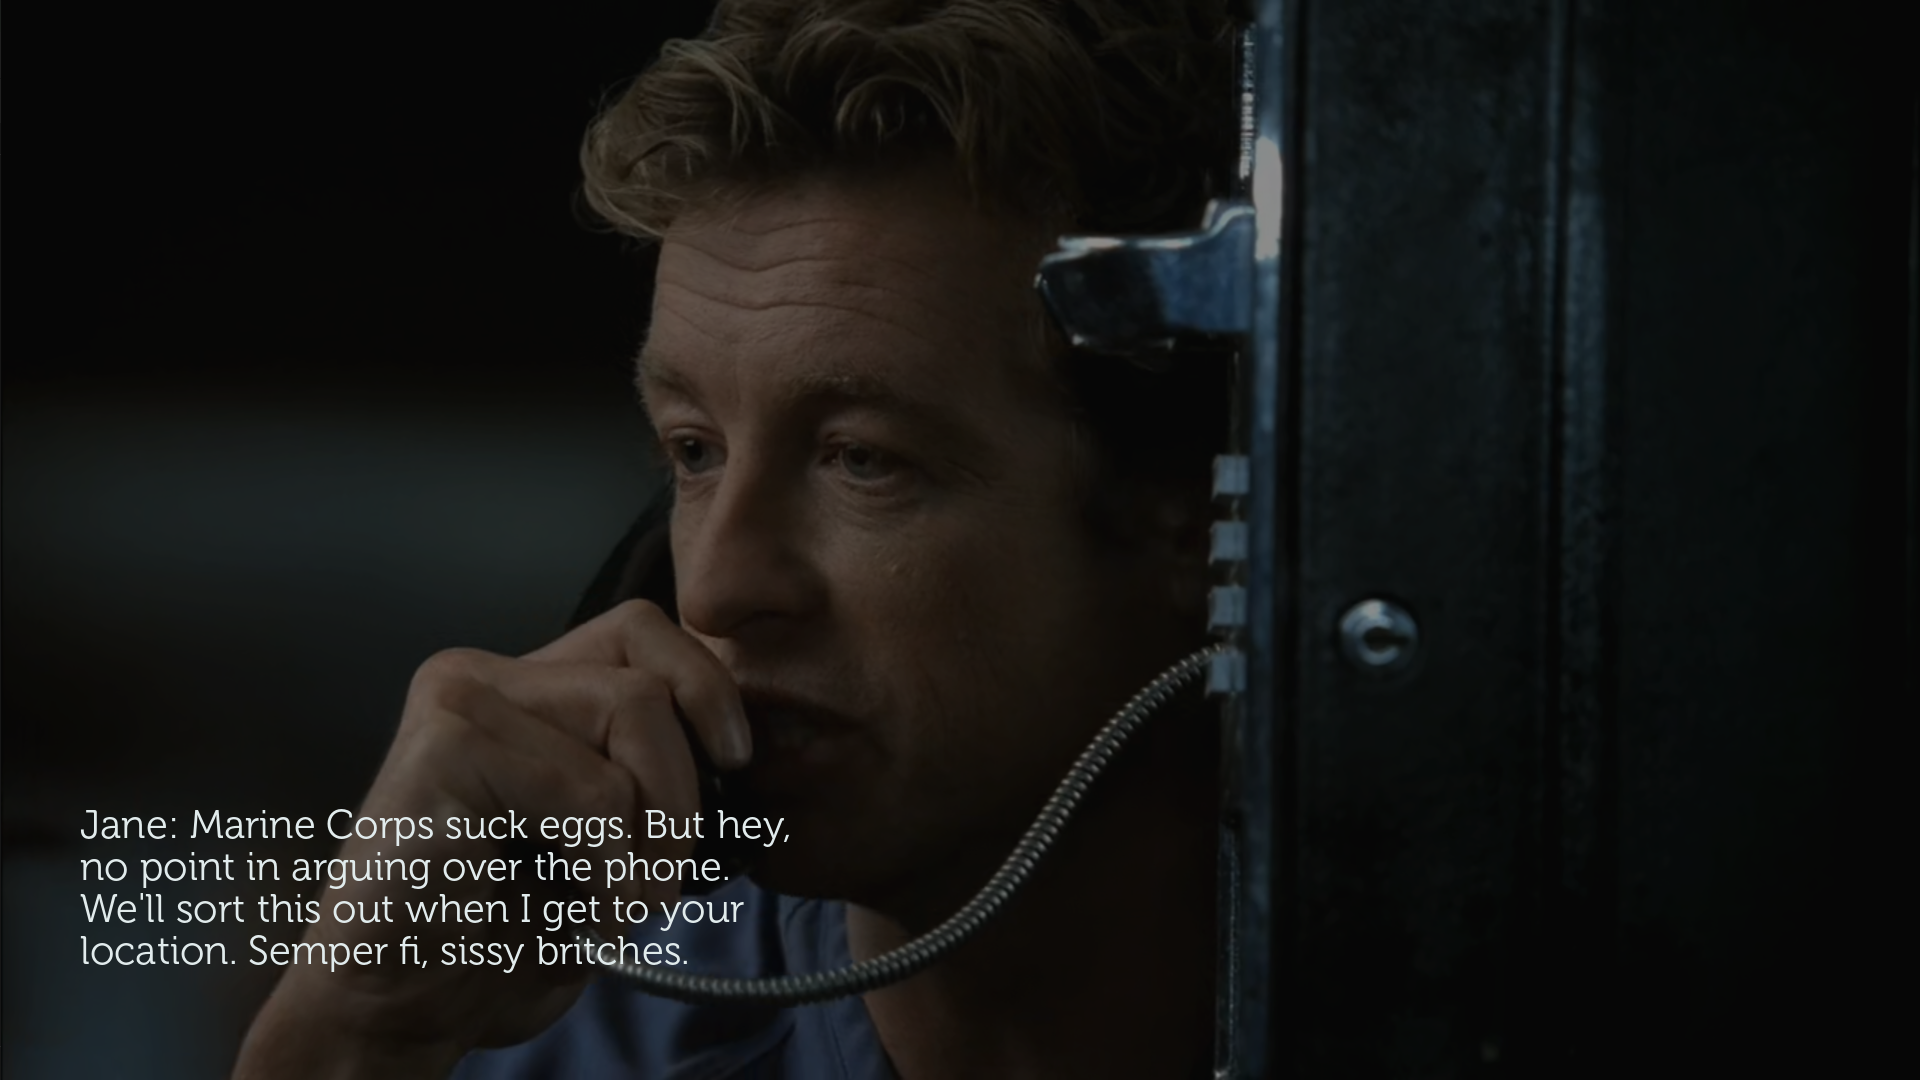 Jane: Marine Corps suck eggs. But hey,
no point in arguing over the phone.
We'll sort this out when I get to your
location. Semper fi, sissy britches.